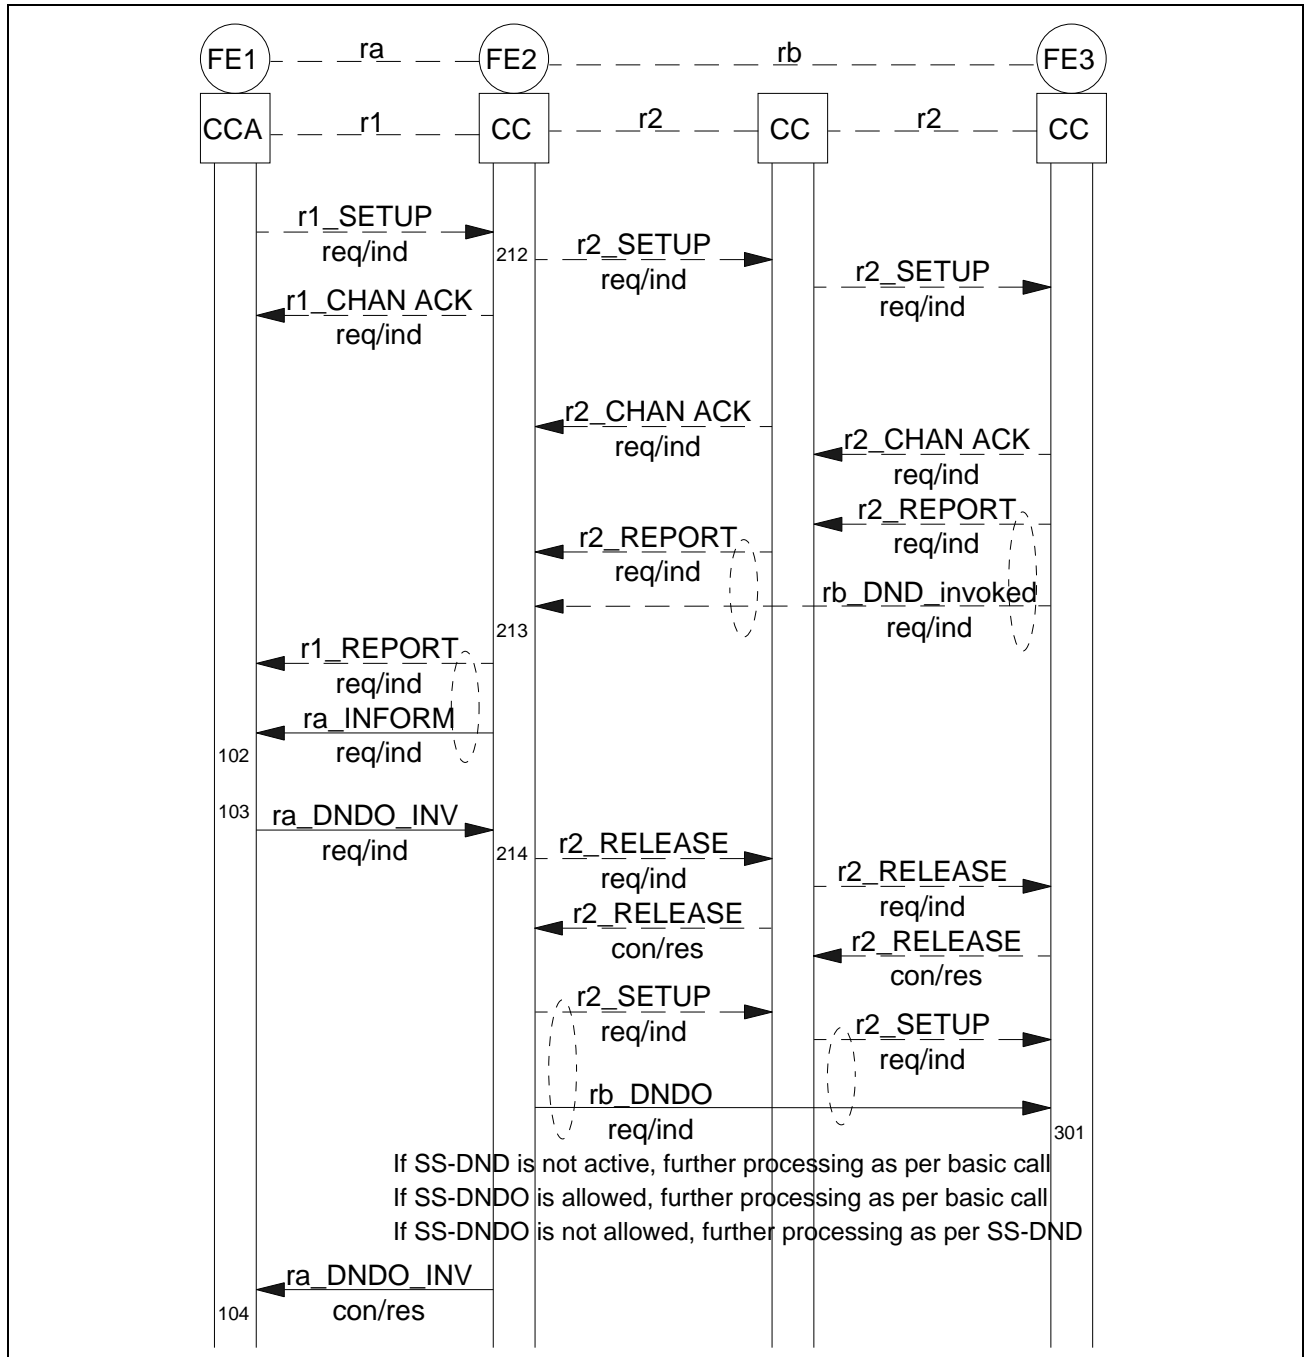 FE1 ra FE2 rb FE3
CCA r1 CC r2 CC r2 CC
r1_SETUP
req/ind
212
r2_SETUP
req/ind
r2_SETUP
req/ind
r1_CHAN ACK
req/ind
r2_CHAN ACK
req/ind
r2_CHAN ACK
req/ind
r2_REPORT
req/ind
r2_REPORT
req/ind
rb_DND_invoked
req/ind
213
r1_REPORT
req/ind
ra_INFORM
req/ind
102
103
ra_DNDO_INV
req/ind
214
r2_RELEASE
req/ind
r2_RELEASE
req/ind
r2_RELEASE
con/res
r2_RELEASE
con/res
r2_SETUP
req/ind
r2_SETUP
req/ind
rb_DNDO
req/ind
301
If SS-DND is not active, further processing as per basic call
If SS-DNDO is allowed, further processing as per basic call
If SS-DNDO is not allowed, further processing as per SS-DND
ra_DNDO_INV
con/res
104